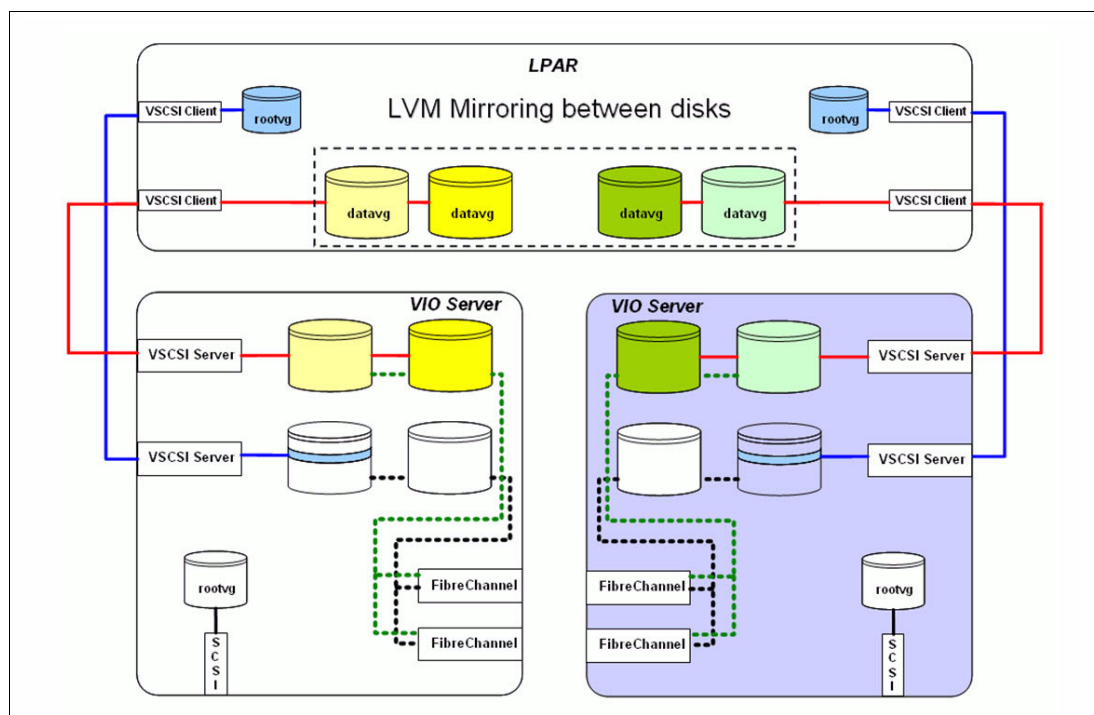 LPAR
LVM Mirroring between disks
VSCSI Client
rootvg
rootvg
VSCSI Client
VSCSI Client
datavg
datavg
datavg
datavg
VSCSI Client
VIO Server
VIO Server
VSCSI Server
VSCSI Server
VSCSI Server
VSCSI Server
rootvg
FibreChannel
FibreChannel
SCSI
FibreChannel
FibreChannel
rootvg
SCSI